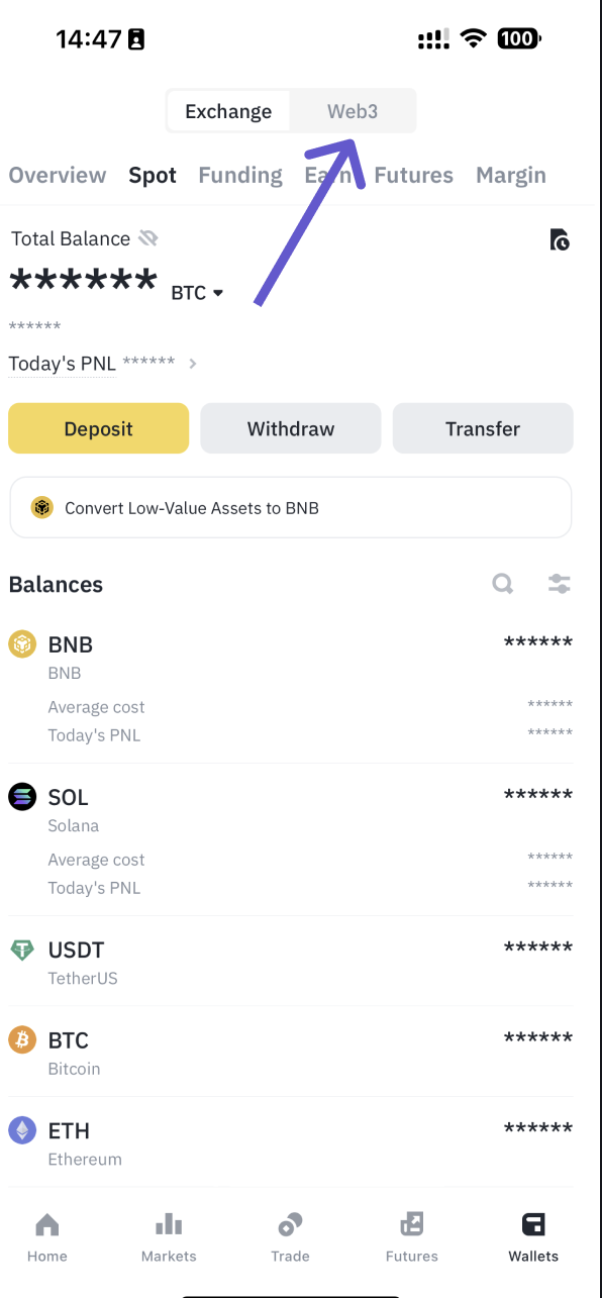 14:47 100
Exchange Web3
Overview Spot Funding Earn Futures Margin
Total Balance
****** BTC
******
Today's PNL ****** >
Deposit Withdraw Transfer
Convert Low-Value Assets to BNB
Balances
BNB ******
BNB
Average cost ******
Today's PNL ******
SOL ******
Solana
Average cost ******
Today's PNL ******
USDT ******
TetherUS
BTC ******
Bitcoin
ETH ******
Ethereum
Home Markets Trade Futures Wallets